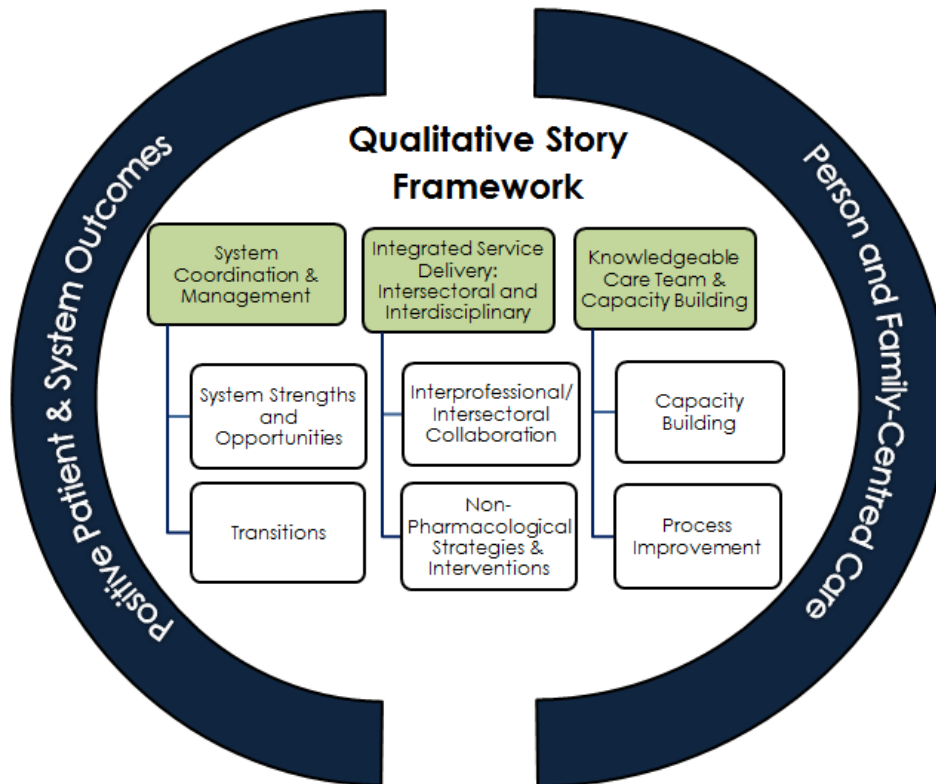 Qualitative Story
Framework
Positive Patient & System Outcomes
Person and Family-Centred Care
System
Coordination &
Management
Integrated Service
Delivery:
Intersectoral and
Interdisciplinary
Knowledgeable
Care Team &
Capacity Building
System Strengths
and
Opportunities
Interprofessional/
Intersectoral
Collaboration
Capacity
Building
Transitions
Non-
Pharmacological
Strategies &
Interventions
Process
Improvement